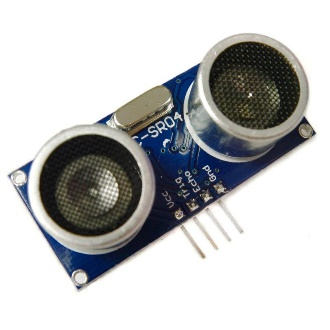 C-SR04
Vcc
Trig
Echo
Gnd